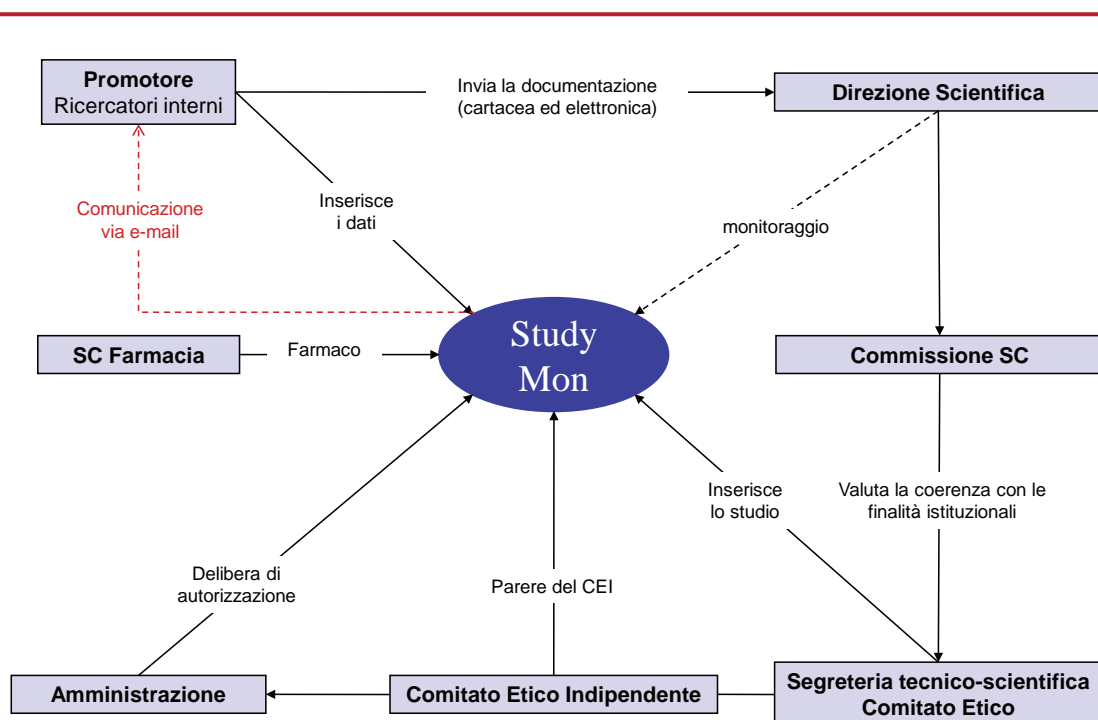 Promotore
Ricercatori interni
Invia la documentazione
(cartacea ed elettronica)
Direzione Scientifica
Comunicazione
via e-mail
Inserisce
i dati
monitoraggio
SC Farmacia
Farmaco
Study
Mon
Commissione SC
Inserisce
lo studio
Valuta la coerenza con le
finalità istituzionali
Delibera di
autorizzazione
Parere del CEI
Amministrazione
Comitato Etico Indipendente
Segreteria tecnico-scientifica
Comitato Etico